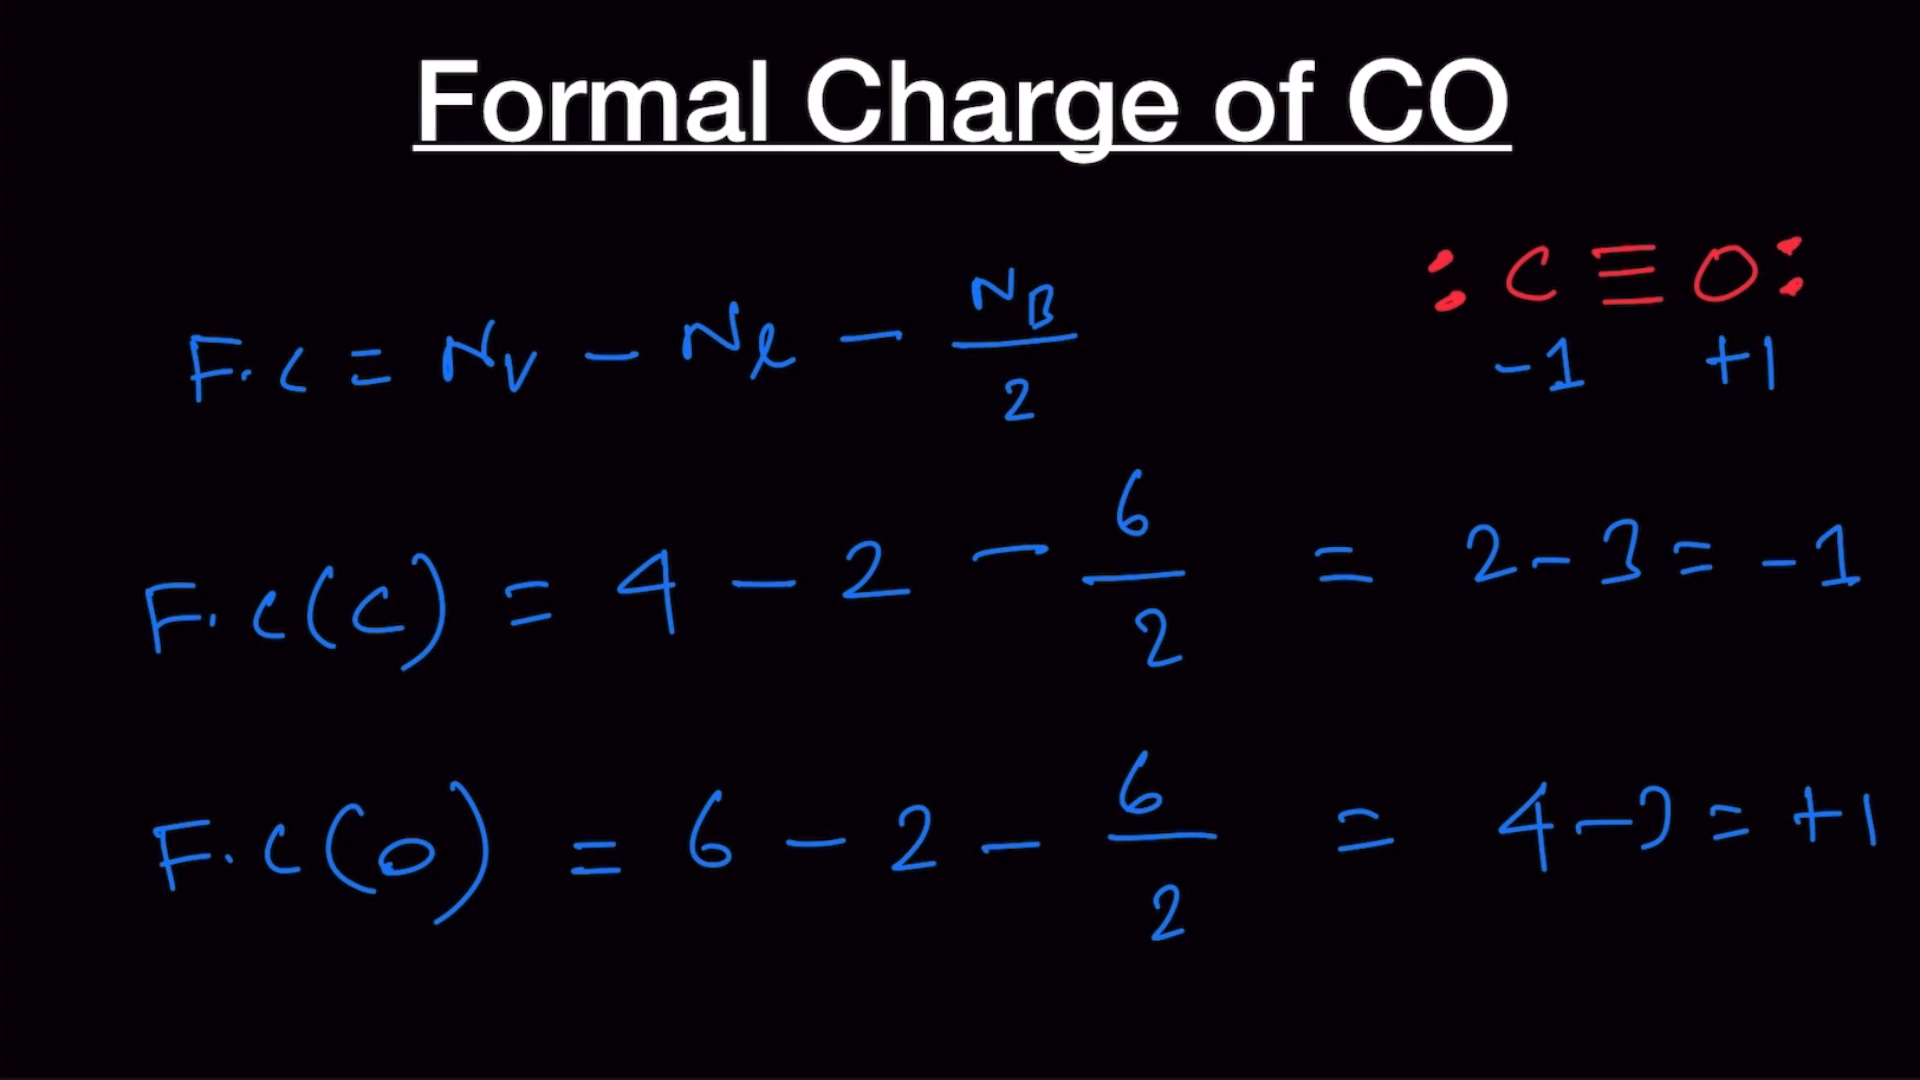 Formal Charge of CO
:C≡O:
F.C = Nv - Nl - NB/2
-1 +1
F.C(C) = 4 - 2 - 6/2 = 2 - 3 = -1
F.C(O) = 6 - 2 - 6/2 = 4 - 3 = +1